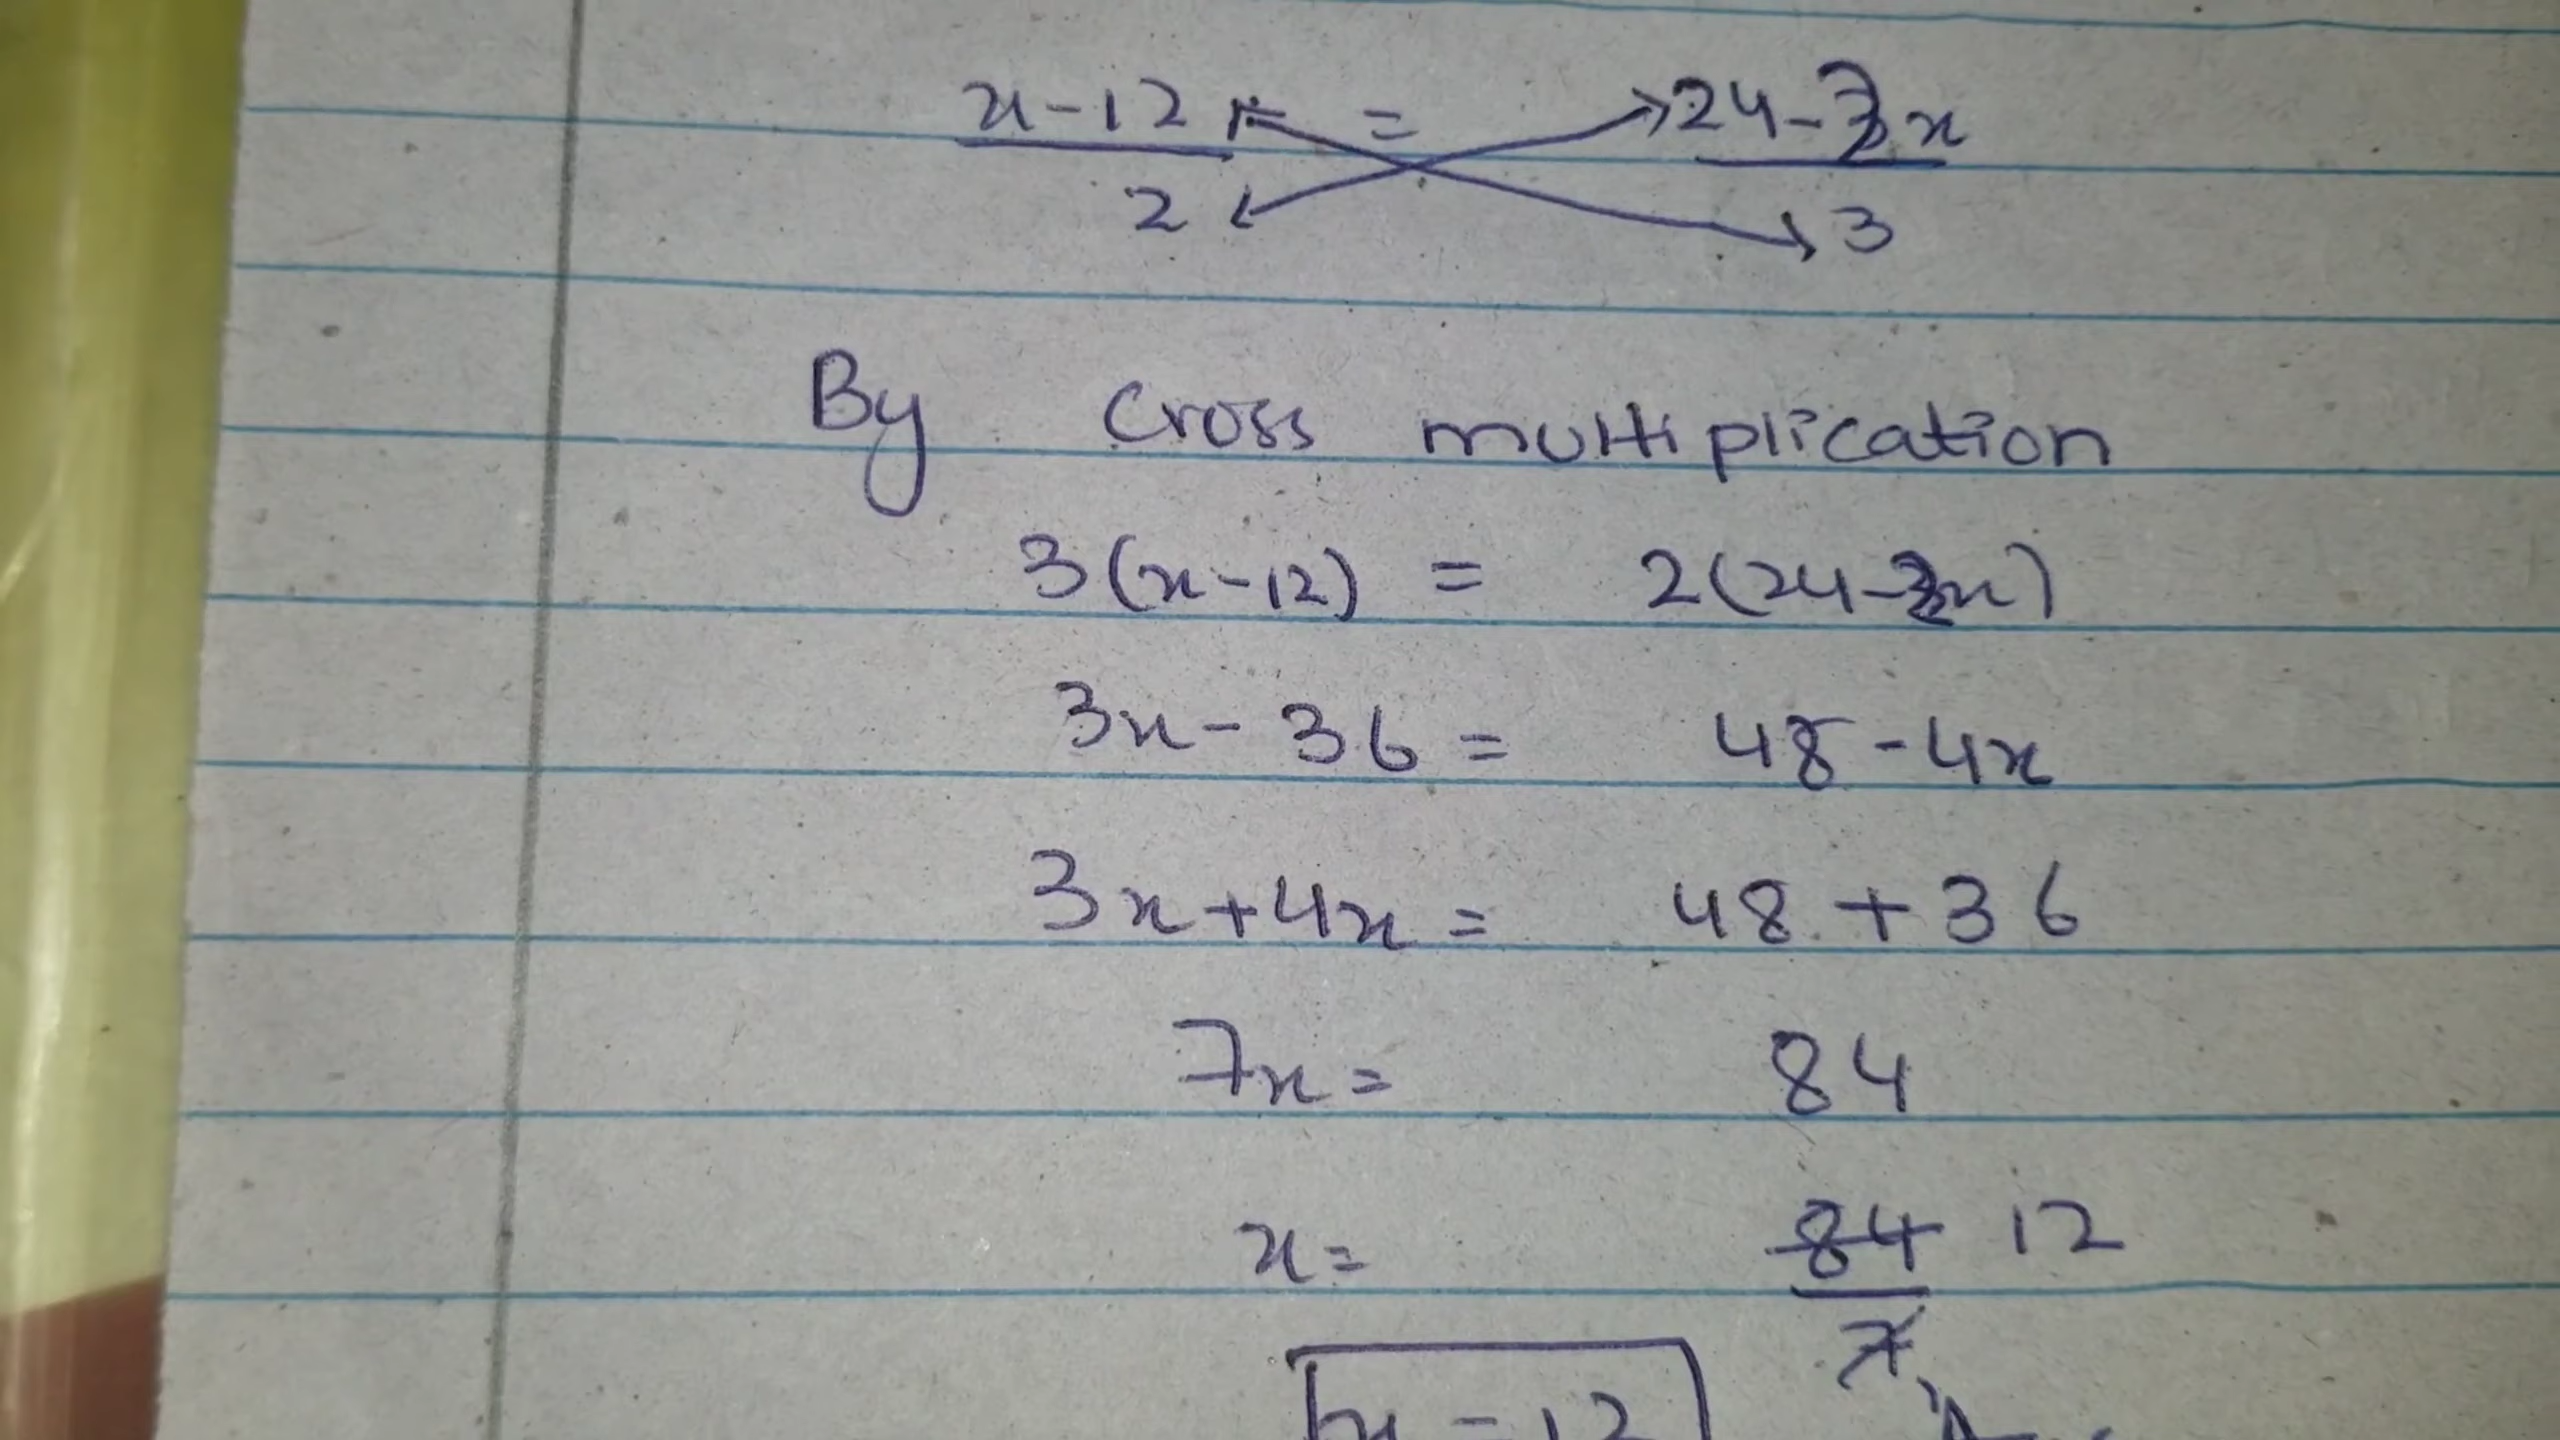 x-12 = 24-2x
2 3
By cross multiplication
3(x-12) = 2(24-2x)
3x-36 = 48-4x
3x+4x = 48+36
7x = 84
x = 84 12
7
x = 12